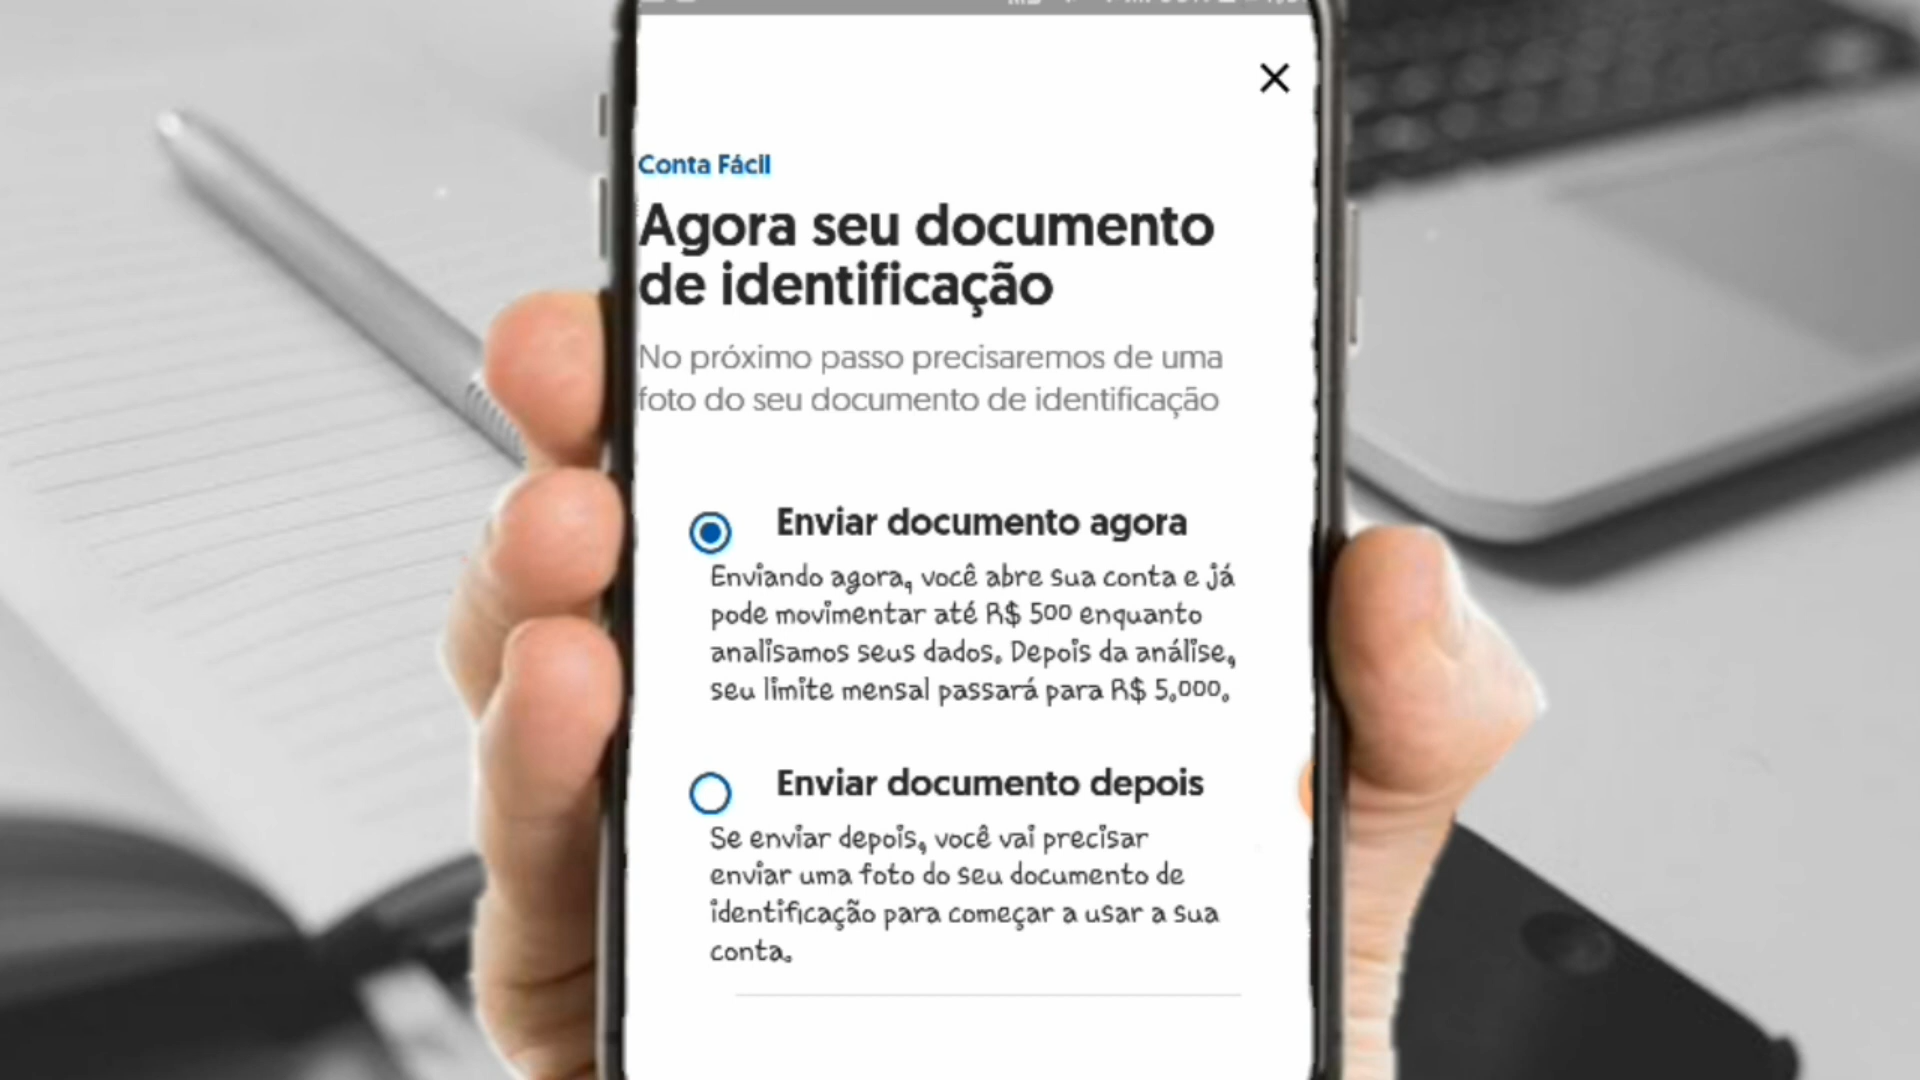 Conta Fácil
Agora seu documento
de identificação
No próximo passo precisaremos de uma
foto do seu documento de identificação
Enviar documento agora
Enviando agora, você abre sua conta e já
pode movimentar até R$ 500 enquanto
analisamos seus dados. Depois da análise,
seu limite mensal passará para R$ 5.000.
Enviar documento depois
Se enviar depois, você vai precisar
enviar uma foto do seu documento de
identificação para começar a usar a sua
conta.